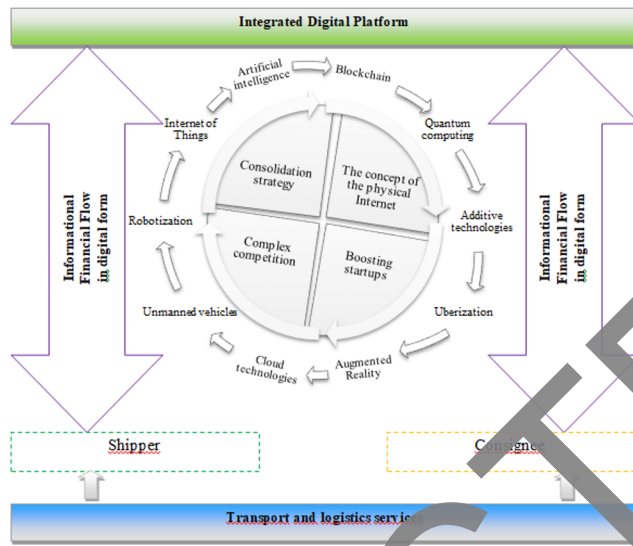 Integrated Digital Platform
Artificial
intelligence
Blockchain
Internet of
Things
Quantum
computing
Consolidation
strategy
The concept of
the physical
Internet
Informational
Financial Flow
in digital form
Robotization
Additive
technologies
Informational
Financial Flow
in digital form
Complex
competition
Boosting
startups
Unmanned vehicles
Uberization
Cloud
technologies
Augmented
Reality
Shipper
Consignee
Transport and logistics services